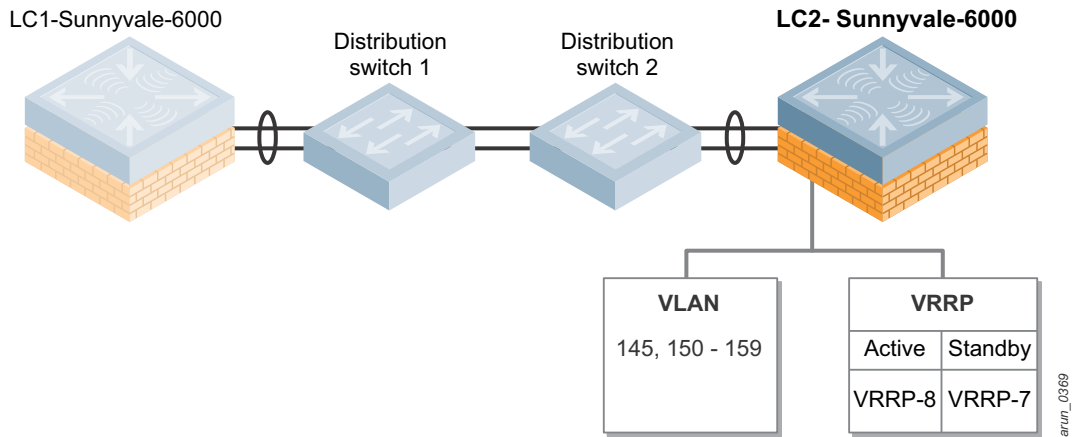 LC1-Sunnyvale-6000
Distribution
switch 1
Distribution
switch 2
LC2- Sunnyvale-6000
VLAN
145, 150 - 159
VRRP
Active Standby
VRRP-8 VRRP-7
arun_0369